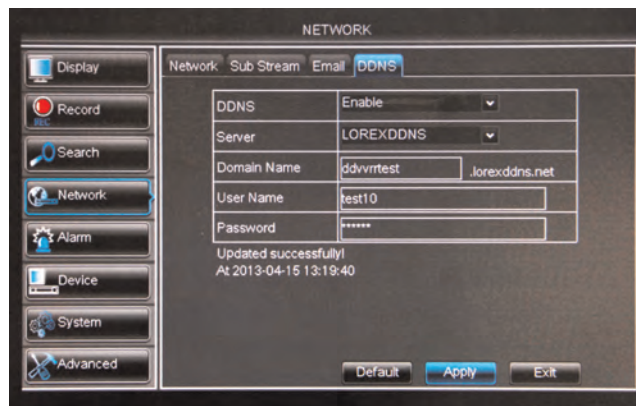 NETWORK
Display
Record
REC
Search
Network
Alarm
Device
System
Advanced
Network Sub Stream Email DDNS
DDNS Enable
Server LOREXDDNS
Domain Name ddvvrrtest .lorexddns.net
User Name test10
Password ******
Updated successfully!
At 2013-04-15 13:19:40
Default Apply Exit